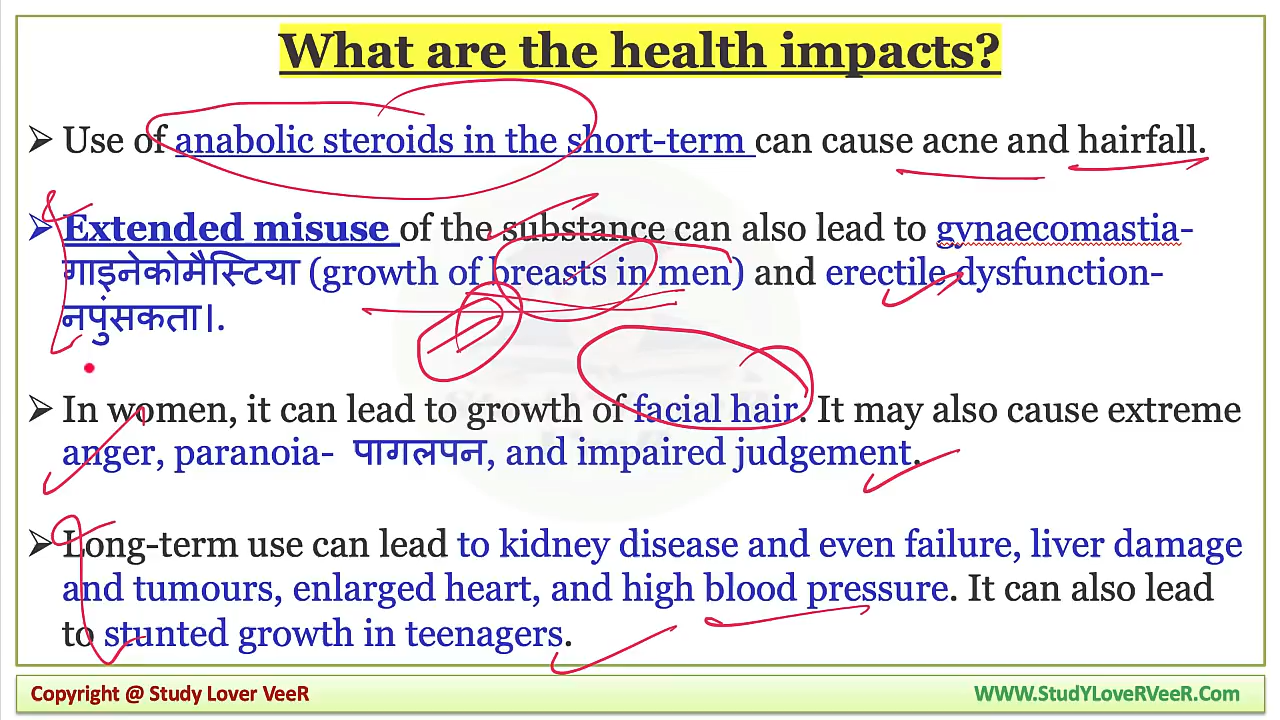 What are the health impacts?
➤ Use of anabolic steroids in the short-term can cause acne and hairfall.
➤ Extended misuse of the substance can also lead to gynaecomastia-
गाइनेकोमैस्टिया (growth of breasts in men) and erectile dysfunction-
नपुंसकता।.
➤ In women, it can lead to growth of facial hair. It may also cause extreme
anger, paranoia- पागलपन, and impaired judgement.
➤ Long-term use can lead to kidney disease and even failure, liver damage
and tumours, enlarged heart, and high blood pressure. It can also lead
to stunted growth in teenagers.
Copyright @ Study Lover VeeR
WWW.StudYLoveRVeeR.Com